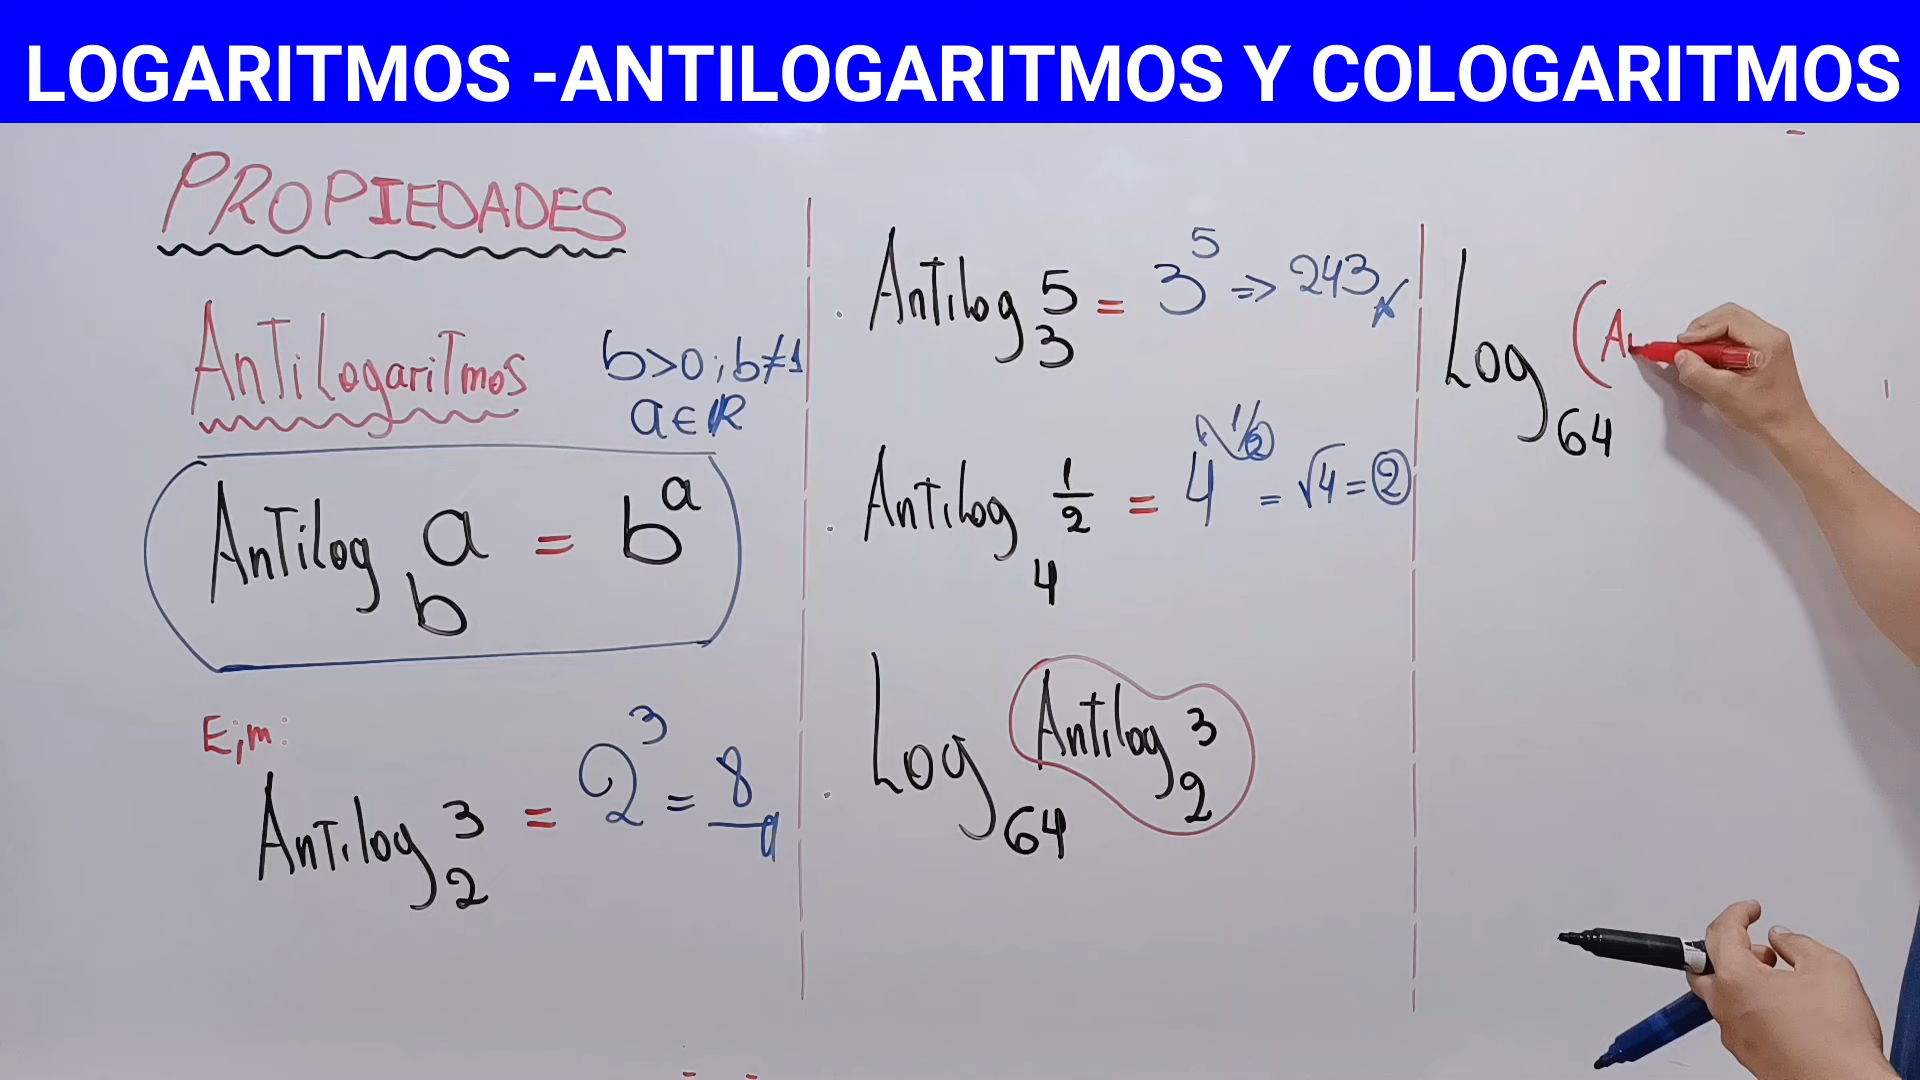 LOGARITMOS -ANTILOGARITMOS Y COLOGARITMOS
PROPIEDADES
AnTiLogariTmos
b>0 ; b≠1
a∈R
AnTilog_b a = b^a
Ejm:
AnTilog_2 3 = 2^3 = 8
AnTilog_3 5 = 3^5 => 243
AnTilog_4 1/2 = 4^1/2 = √4 = 2
Log_64 AnTilog_2 3
Log_64 (A